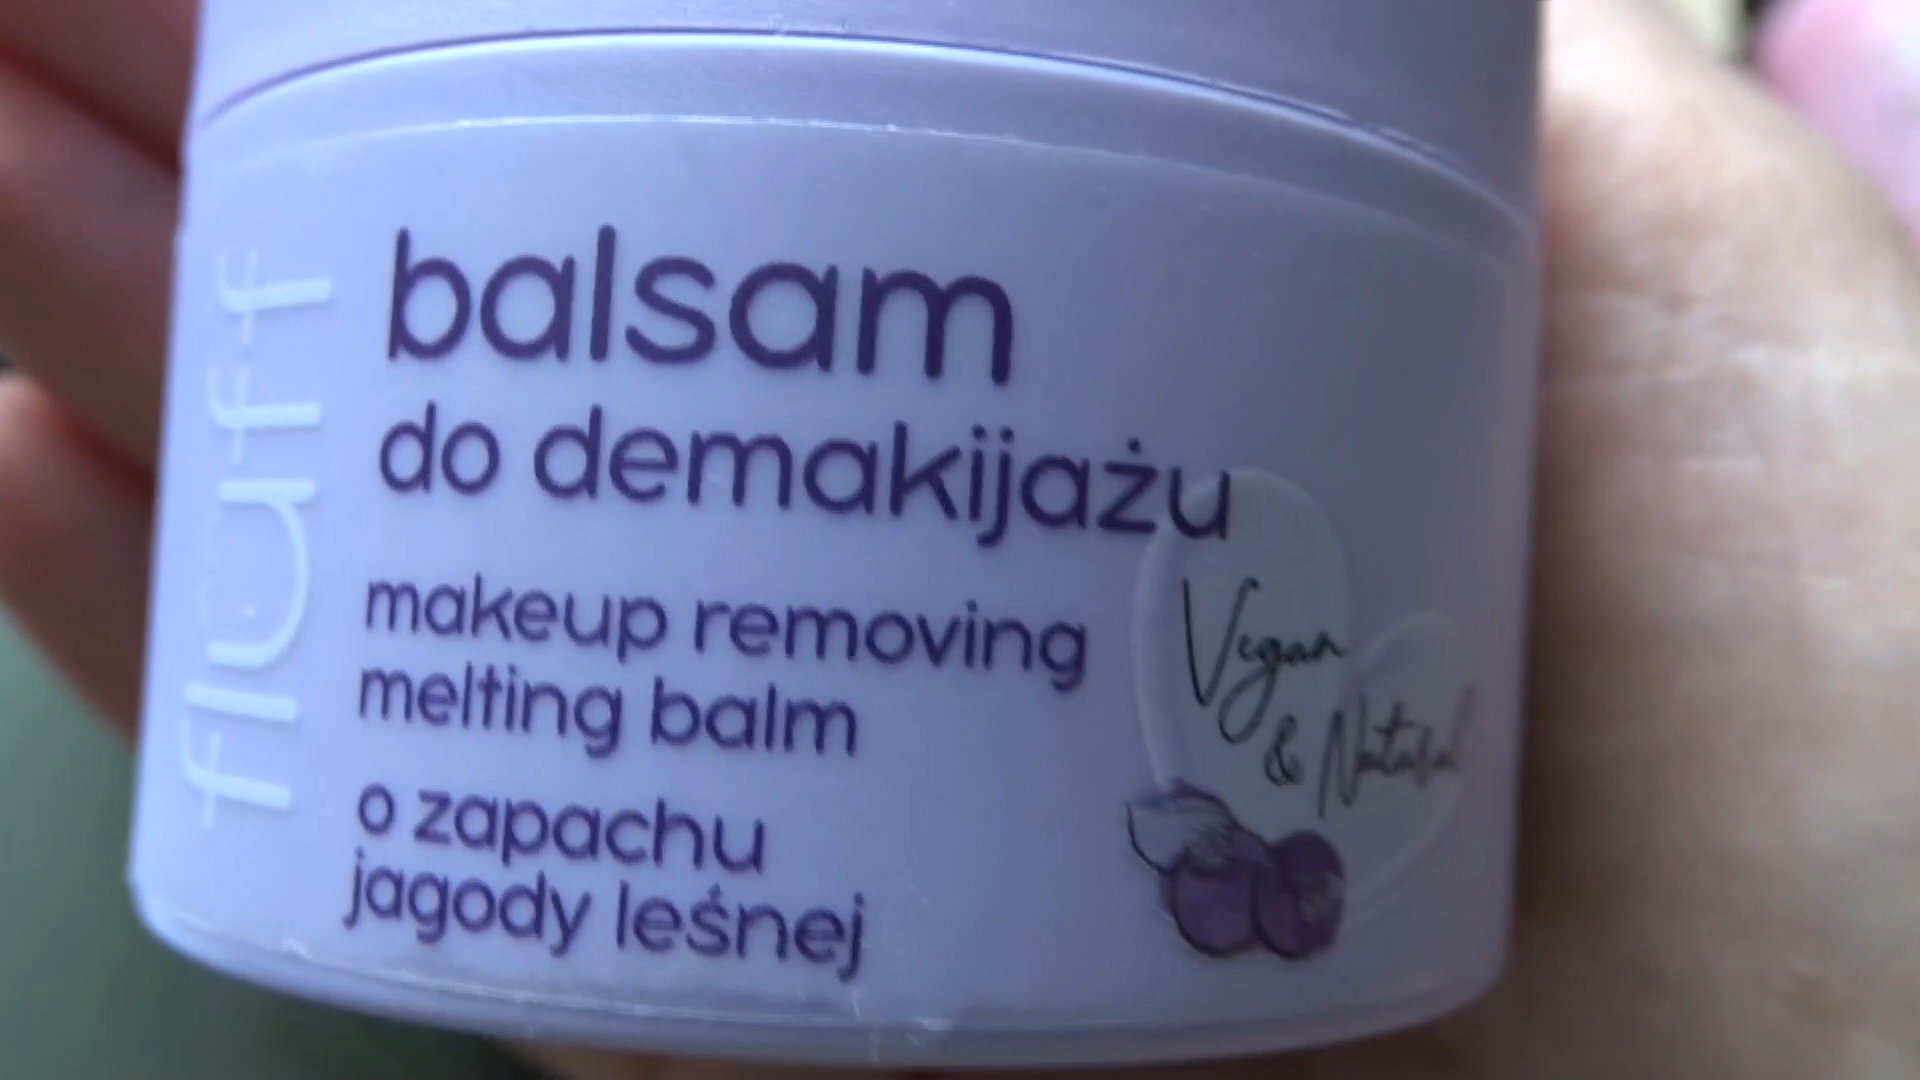 fluff
balsam
do demakijażu
makeup removing
melting balm
o zapachu
jagody leśnej
Vegan
& Natural